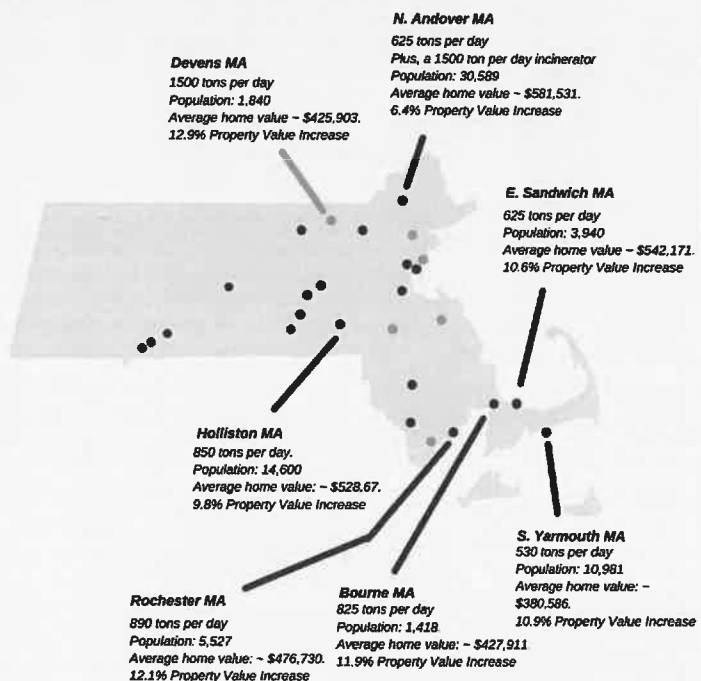 N. Andover MA
625 tons per day
Plus, a 1500 ton per day incinerator
Population: 30,589
Average home value ~ $581,531.
6.4% Property Value Increase
Devens MA
1500 tons per day
Population: 1,840
Average home value ~ $425,903.
12.9% Property Value Increase
E. Sandwich MA
625 tons per day
Population: 3,940
Average home value ~ $542,171.
10.6% Property Value Increase
Holliston MA
850 tons per day.
Population: 14,600
Average home value: ~ $528.67.
9.8% Property Value Increase
S. Yarmouth MA
530 tons per day
Population: 10,981
Average home value: ~
$380,586.
10.9% Property Value Increase
Rochester MA
890 tons per day
Population: 5,527
Average home value: ~ $476,730.
12.1% Property Value Increase
Bourne MA
825 tons per day
Population: 1,418.
Average home value: ~ $427,911
11.9% Property Value Increase